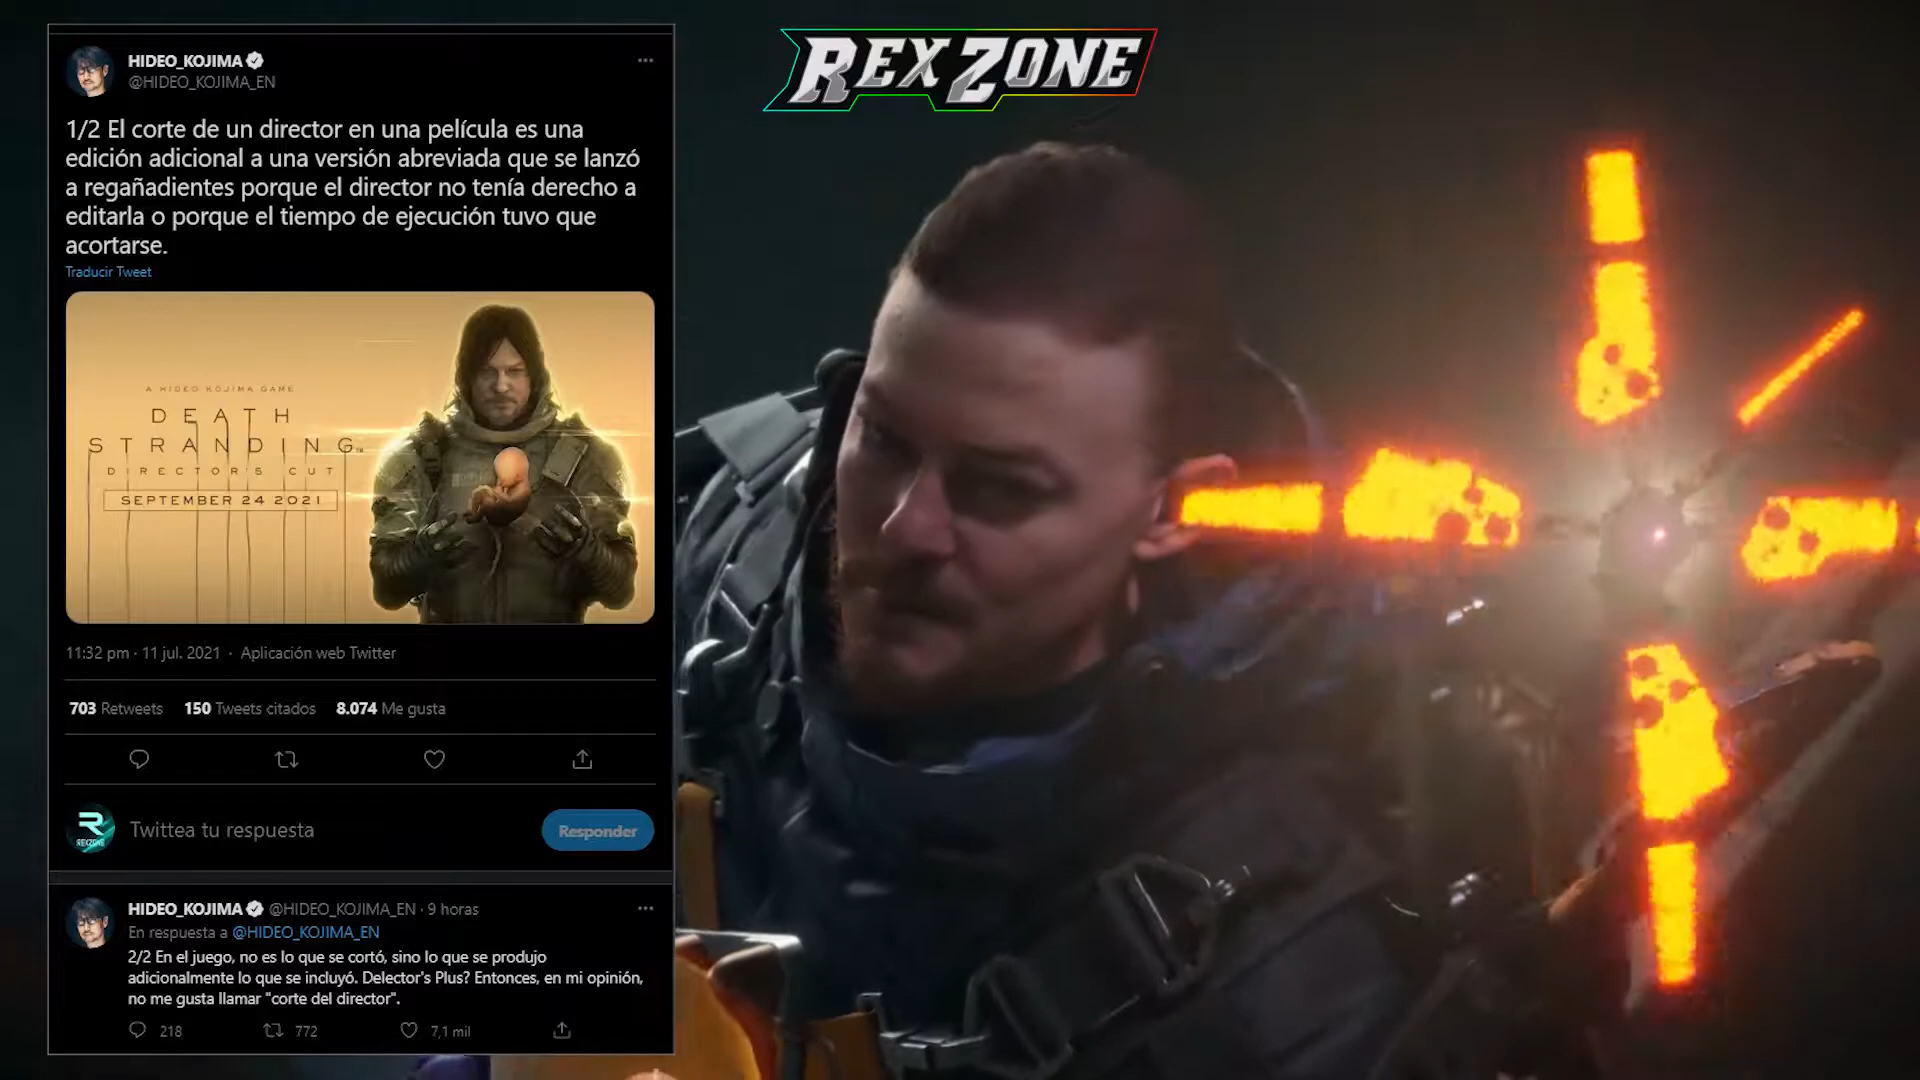 REX ZONE
HIDEO_KOJIMA
@HIDEO_KOJIMA_EN
1/2 El corte de un director en una película es una
edición adicional a una versión abreviada que se lanzó
a regañadientes porque el director no tenía derecho a
editarla o porque el tiempo de ejecución tuvo que
acortarse.
Traducir Tweet
A HIDEO KOJIMA GAME
DEATH
STRANDING™
DIRECTOR'S CUT
SEPTEMBER 24 2021
11:32 pm · 11 jul. 2021 · Aplicación web Twitter
703 Retweets 150 Tweets citados 8.074 Me gusta
R
REXZONE
Twittea tu respuesta
Responder
HIDEO_KOJIMA @HIDEO_KOJIMA_EN · 9 horas
En respuesta a @HIDEO_KOJIMA_EN
2/2 En el juego, no es lo que se cortó, sino lo que se produjo
adicionalmente lo que se incluyó. Delector's Plus? Entonces, en mi opinión,
no me gusta llamar "corte del director".
218 772 7,1 mil